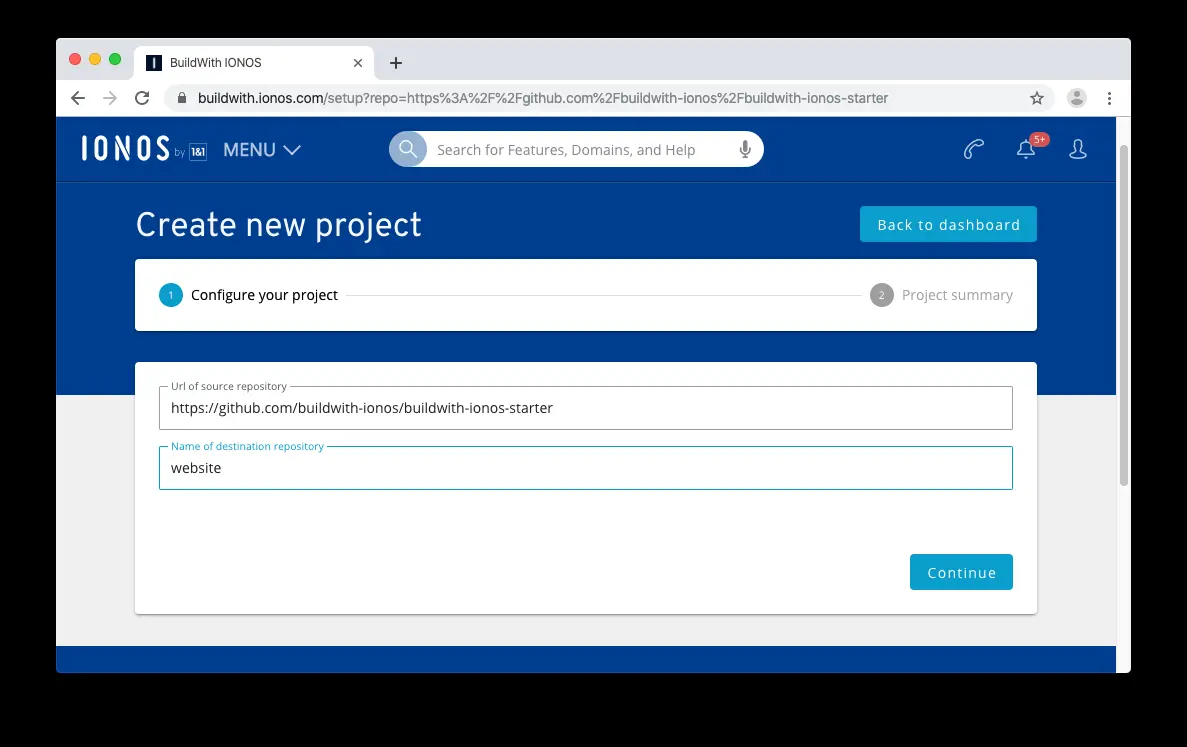 BuildWith IONOS
buildwith.ionos.com/setup?repo=https%3A%2F%2Fgithub.com%2Fbuildwith-ionos%2Fbuildwith-ionos-starter
IONOS by 1&1 MENU Search for Features, Domains, and Help 5+
Create new project Back to dashboard
1 Configure your project 2 Project summary
Url of source repository
https://github.com/buildwith-ionos/buildwith-ionos-starter
Name of destination repository
website
Continue